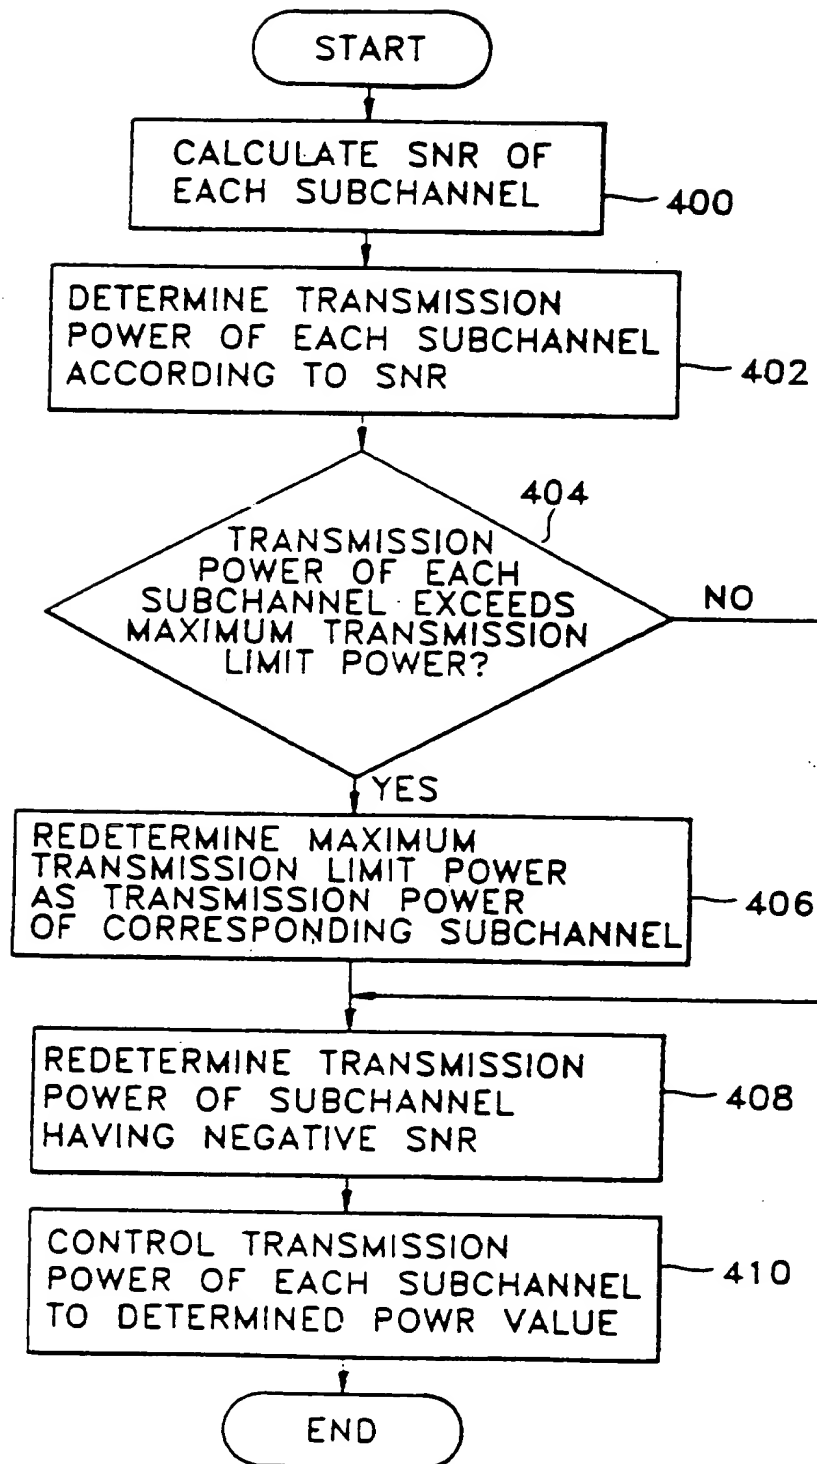 START
CALCULATE SNR OF
EACH SUBCHANNEL
400
DETERMINE TRANSMISSION
POWER OF EACH SUBCHANNEL
ACCORDING TO SNR
402
404
TRANSMISSION
POWER OF EACH
SUBCHANNEL EXCEEDS
MAXIMUM TRANSMISSION
LIMIT POWER?
NO
YES
REDETERMINE MAXIMUM
TRANSMISSION LIMIT POWER
AS TRANSMISSION POWER
OF CORRESPONDING SUBCHANNEL
406
REDETERMINE TRANSMISSION
POWER OF SUBCHANNEL
HAVING NEGATIVE SNR
408
CONTROL TRANSMISSION
POWER OF EACH SUBCHANNEL
TO DETERMINED POWR VALUE
410
END